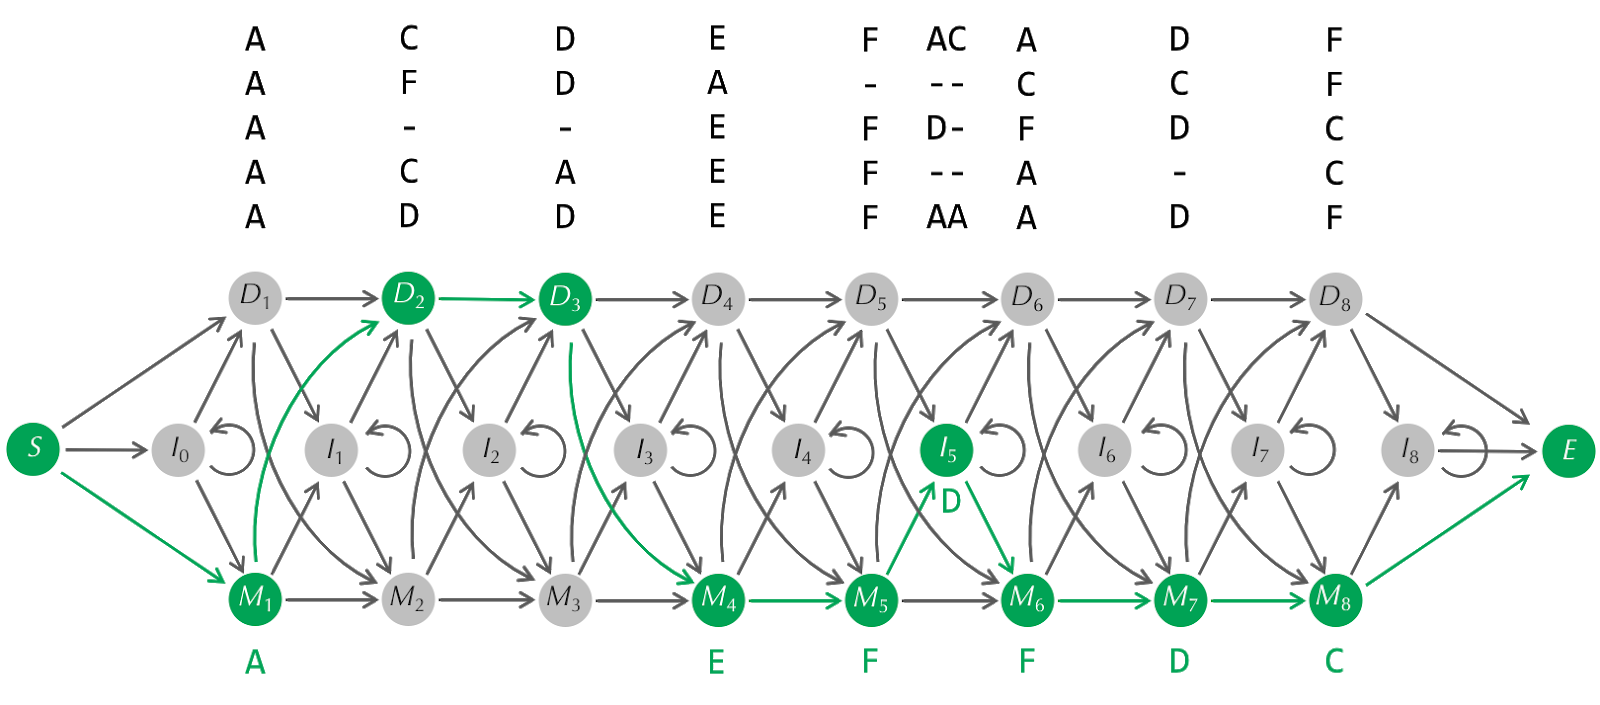 A C D E F AC A D F
A F D A - -- C C F
A - - E F D- F D C
A C A E F -- A - C
A D D E F AA A D F
D1 D2 D3 D4 D5 D6 D7 D8
S I0 I1 I2 I3 I4 I5 I6 I7 I8 E
D
M1 M2 M3 M4 M5 M6 M7 M8
A E F F D C